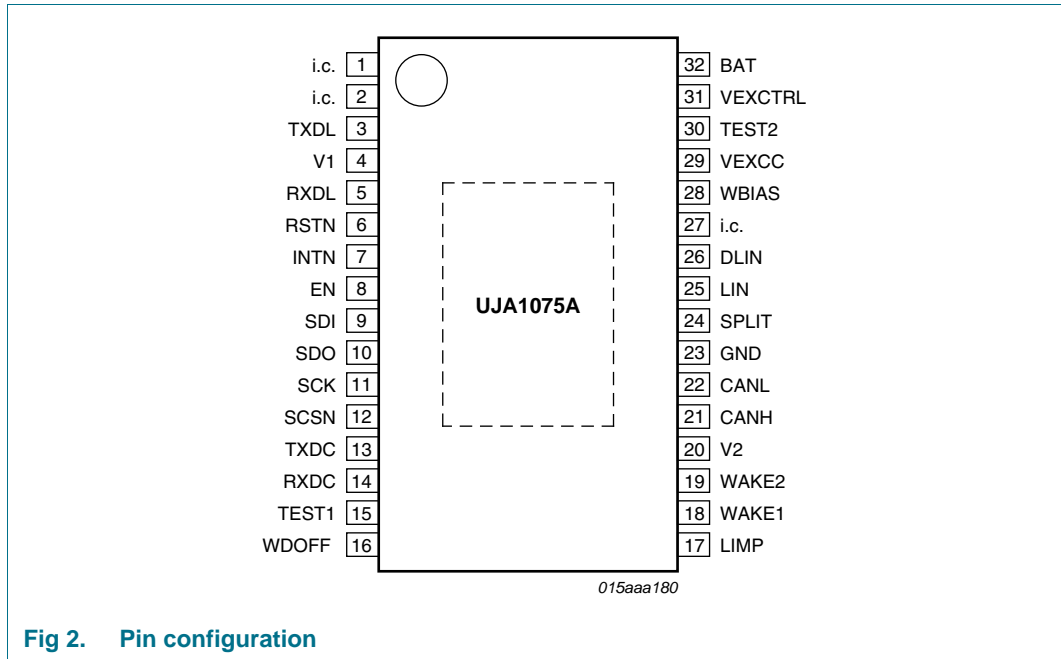 i.c. 1
i.c. 2
TXDL 3
V1 4
RXDL 5
RSTN 6
INTN 7
EN 8
SDI 9
SDO 10
SCK 11
SCSN 12
TXDC 13
RXDC 14
TEST1 15
WDOFF 16
UJA1075A
32 BAT
31 VEXCTRL
30 TEST2
29 VEXCC
28 WBIAS
27 i.c.
26 DLIN
25 LIN
24 SPLIT
23 GND
22 CANL
21 CANH
20 V2
19 WAKE2
18 WAKE1
17 LIMP
015aaa180
Fig 2. Pin configuration